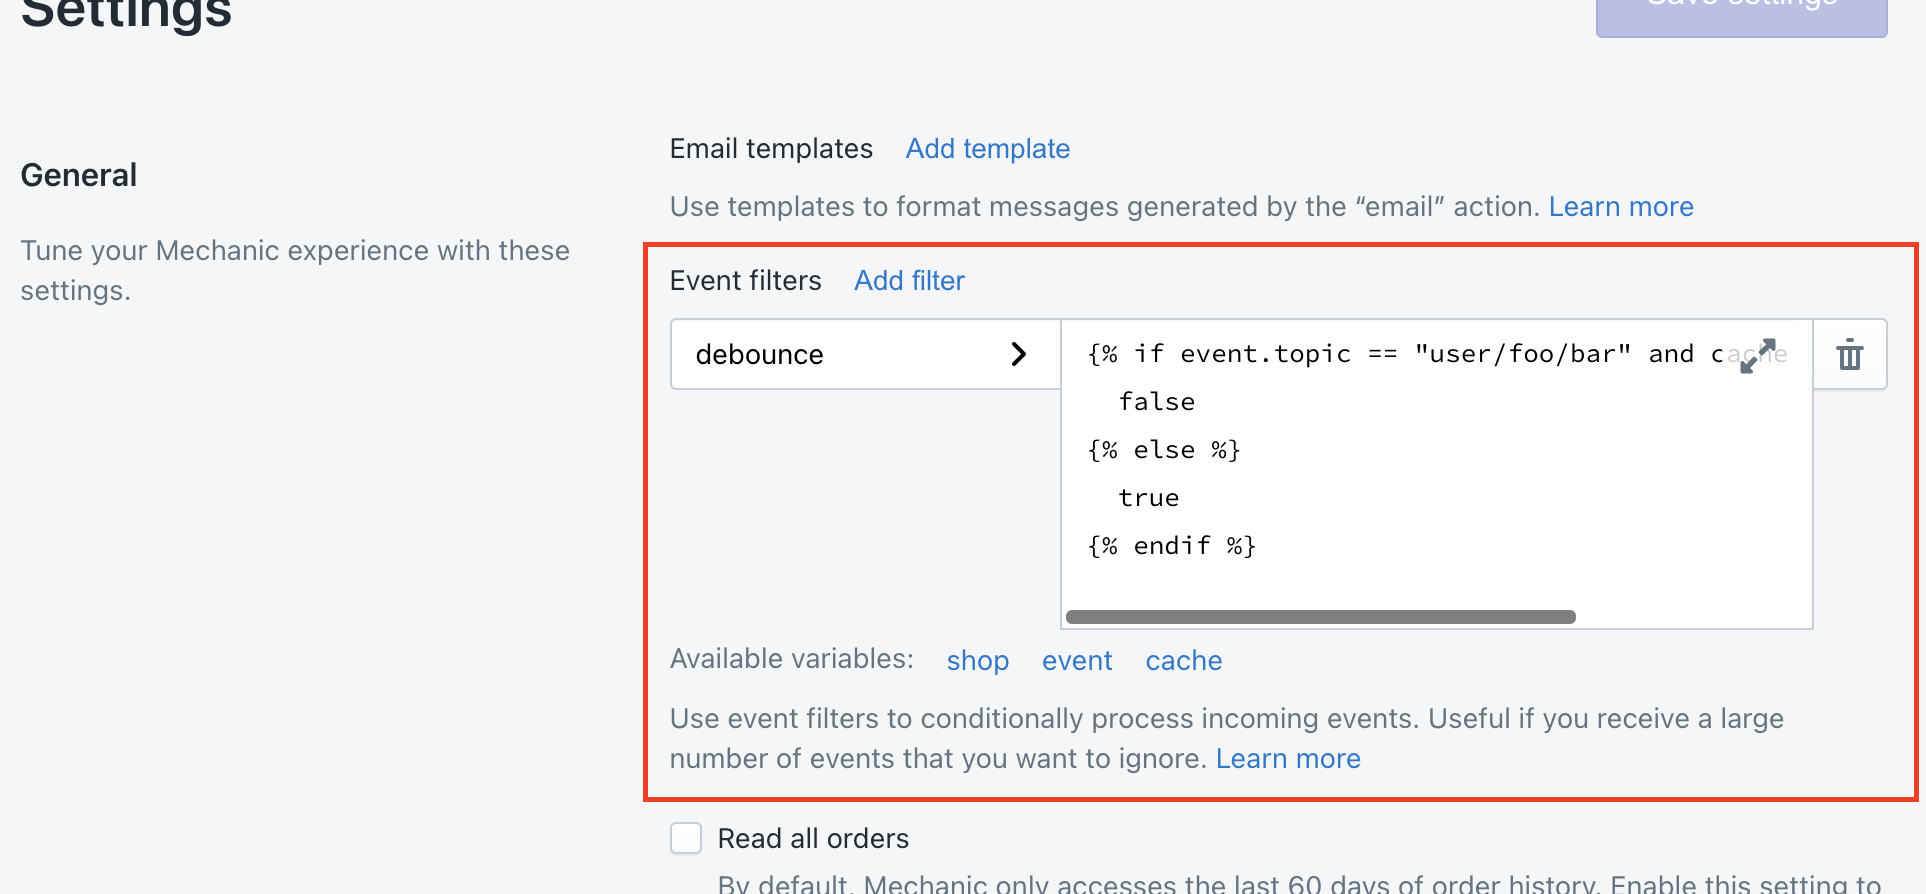 Settings
Save settings
General
Tune your Mechanic experience with these
settings.
Email templates Add template
Use templates to format messages generated by the “email” action. Learn more
Event filters Add filter
debounce
{% if event.topic == "user/foo/bar" and cache
  false
{% else %}
  true
{% endif %}
Available variables: shop event cache
Use event filters to conditionally process incoming events. Useful if you receive a large
number of events that you want to ignore. Learn more
Read all orders
By default, Mechanic only accesses the last 60 days of order history. Enable this setting to